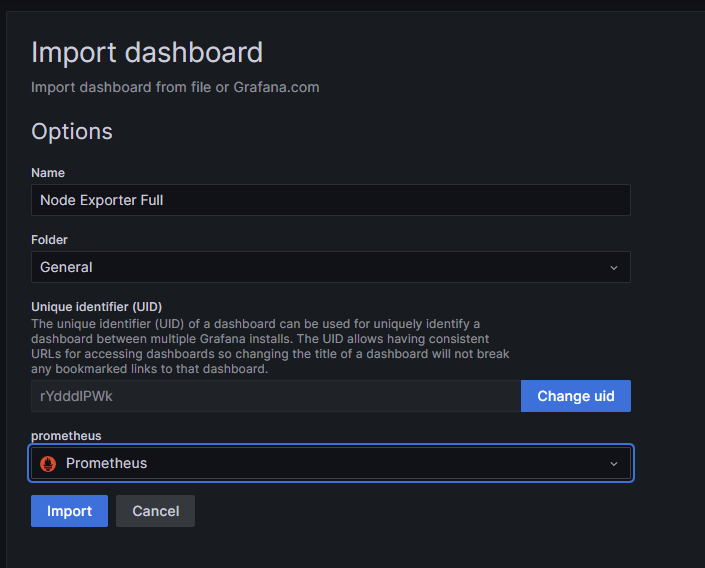 Import dashboard
Import dashboard from file or Grafana.com
Options
Name
Node Exporter Full
Folder
General
Unique identifier (UID)
The unique identifier (UID) of a dashboard can be used for uniquely identify a
dashboard between multiple Grafana installs. The UID allows having consistent
URLs for accessing dashboards so changing the title of a dashboard will not break
any bookmarked links to that dashboard.
rYdddlPWk
Change uid
prometheus
Prometheus
Import
Cancel